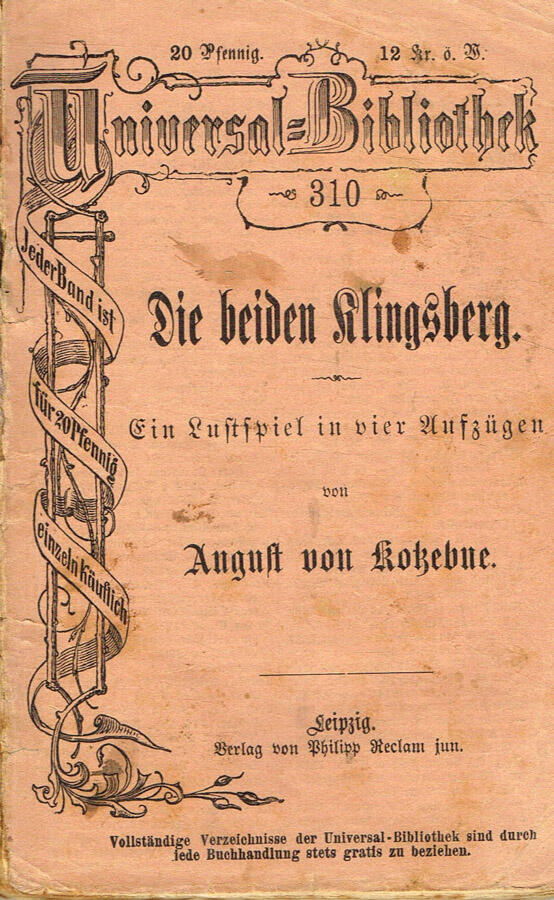 20 Pfennig. 12 Kr. ö. W.
Universal=Bibliothek
310
Jeder Band ist
für 20 Pfennig
einzeln käuflich
Die beiden Klingsberg.
Ein Lustspiel in vier Aufzügen
von
August von Kotzebue.
Leipzig.
Verlag von Philipp Reclam jun.
Vollständige Verzeichnisse der Universal-Bibliothek sind durch
jede Buchhandlung stets gratis zu beziehen.